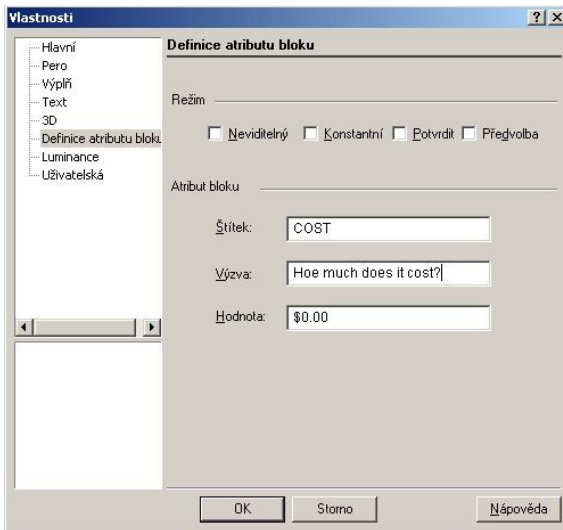 Vlastnosti
Hlavní
Pero
Výplň
Text
3D
Definice atributu bloku
Luminance
Uživatelská
Definice atributu bloku
Režim
Neviditelný Konstantní Potvrdit Předvolba
Atribut bloku
Štítek: COST
Výzva: Hoe much does it cost?
Hodnota: $0.00
OK Storno Nápověda